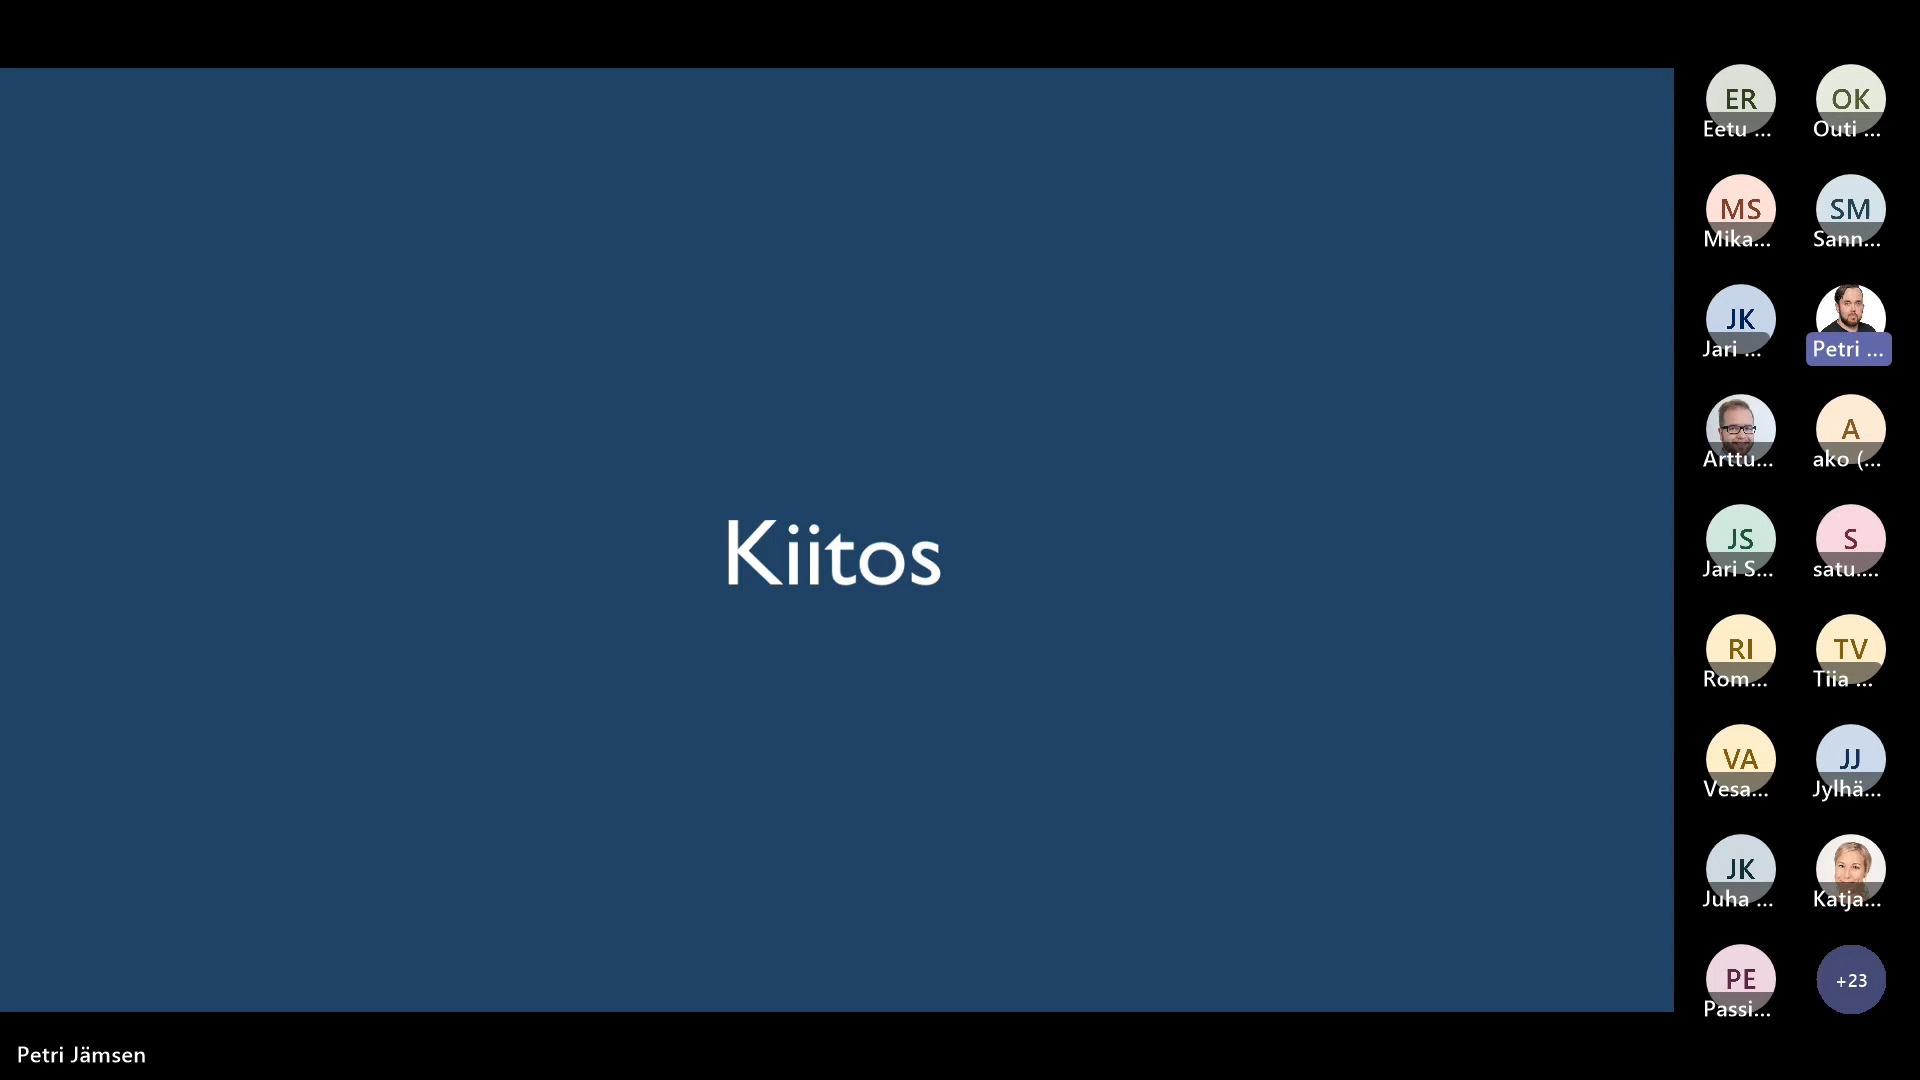 Kiitos
ER
Eetu ...
OK
Outi ...
MS
Mika...
SM
Sann...
JK
Jari ...
Petri ...
Arttu...
A
ako (...
JS
Jari S...
S
satu....
RI
Rom...
TV
Tiia ...
VA
Vesa...
JJ
Jylhä...
JK
Juha ...
Katja...
PE
Passi...
+23
Petri Jämsen